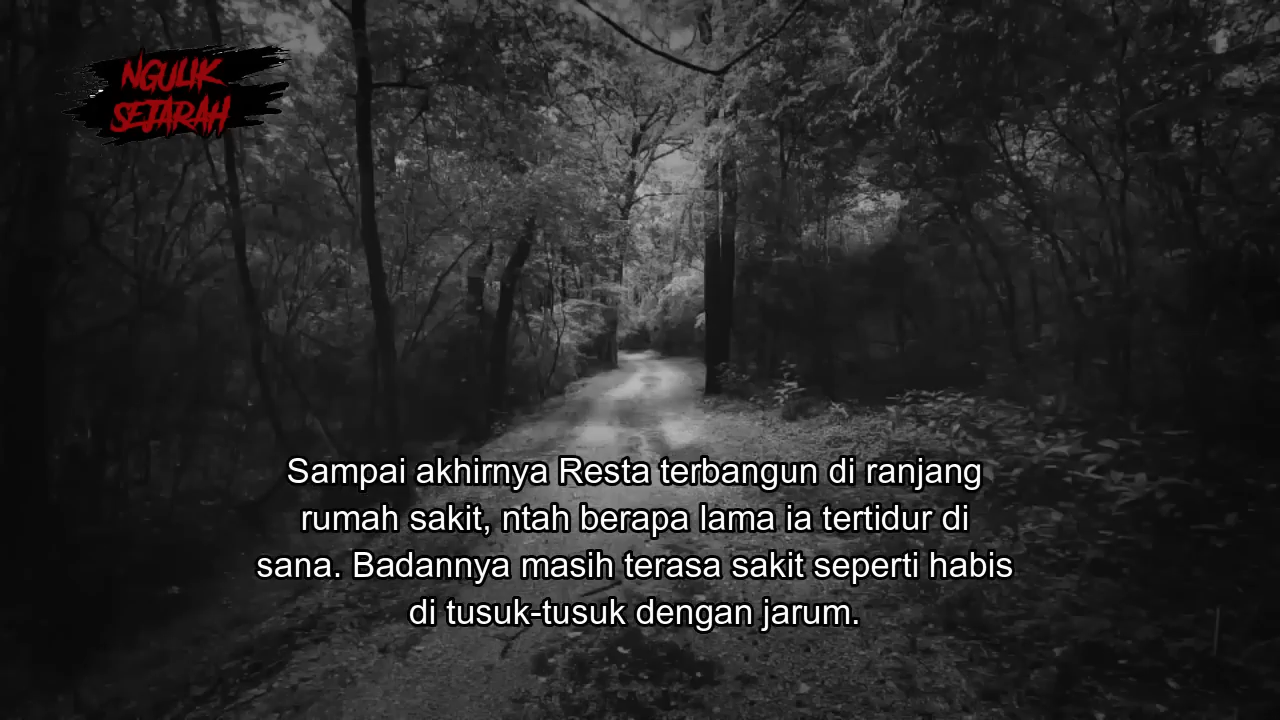 NGULIK
SEJARAH
Sampai akhirnya Resta terbangun di ranjang
rumah sakit, ntah berapa lama ia tertidur di
sana. Badannya masih terasa sakit seperti habis
di tusuk-tusuk dengan jarum.